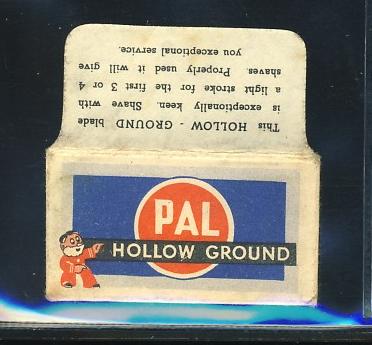 This HOLLOW - GROUND blade
is exceptionally keen. Shave with
a light stroke for the first 3 or 4
shaves. Properly used it will give
you exceptional service.
PAL
HOLLOW GROUND